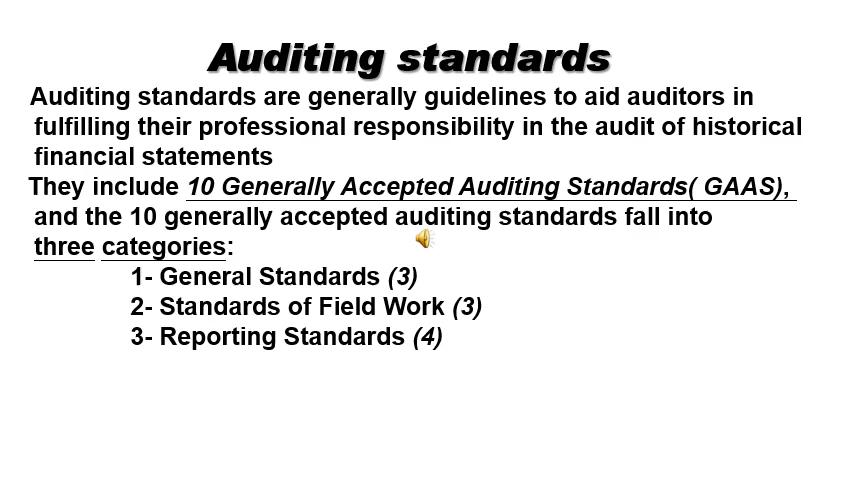 Auditing standards
Auditing standards are generally guidelines to aid auditors in
fulfilling their professional responsibility in the audit of historical
financial statements
They include 10 Generally Accepted Auditing Standards( GAAS),
and the 10 generally accepted auditing standards fall into
three categories:
1- General Standards (3)
2- Standards of Field Work (3)
3- Reporting Standards (4)